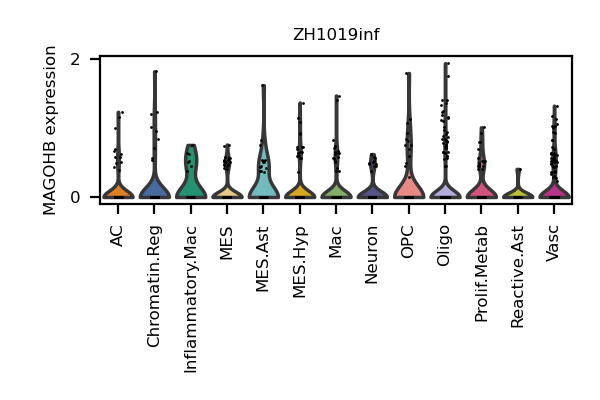 ZH1019inf
MAGOHB expression
2
0
AC
Chromatin.Reg
Inflammatory.Mac
MES
MES.Ast
MES.Hyp
Mac
Neuron
OPC
Oligo
Prolif.Metab
Reactive.Ast
Vasc